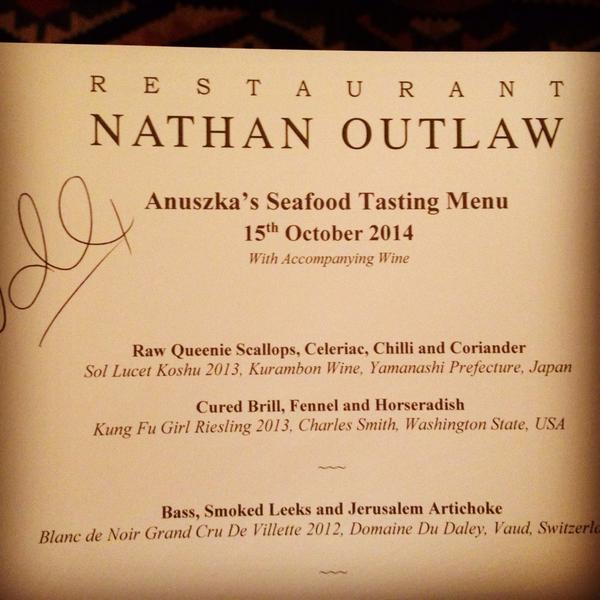 RESTAURANT
NATHAN OUTLAW
Anuszka's Seafood Tasting Menu
15th October 2014
With Accompanying Wine
Raw Queenie Scallops, Celeriac, Chilli and Coriander
Sol Lucet Koshu 2013, Kurambon Wine, Yamanashi Prefecture, Japan
Cured Brill, Fennel and Horseradish
Kung Fu Girl Riesling 2013, Charles Smith, Washington State, USA
~~~
Bass, Smoked Leeks and Jerusalem Artichoke
Blanc de Noir Grand Cru De Villette 2012, Domaine Du Daley, Vaud, Switzerla
~~~